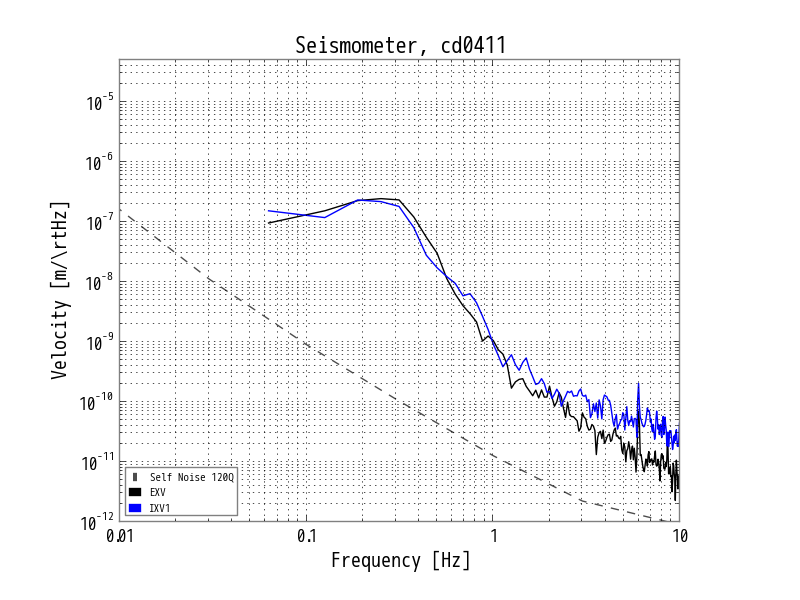 Seismometer, cd0411
Velocity [m/\rtHz]
10^-5
10^-6
10^-7
10^-8
10^-9
10^-10
10^-11
10^-12
Self Noise 120Q
EXV
IXV1
0.01 0.1 1 10
Frequency [Hz]